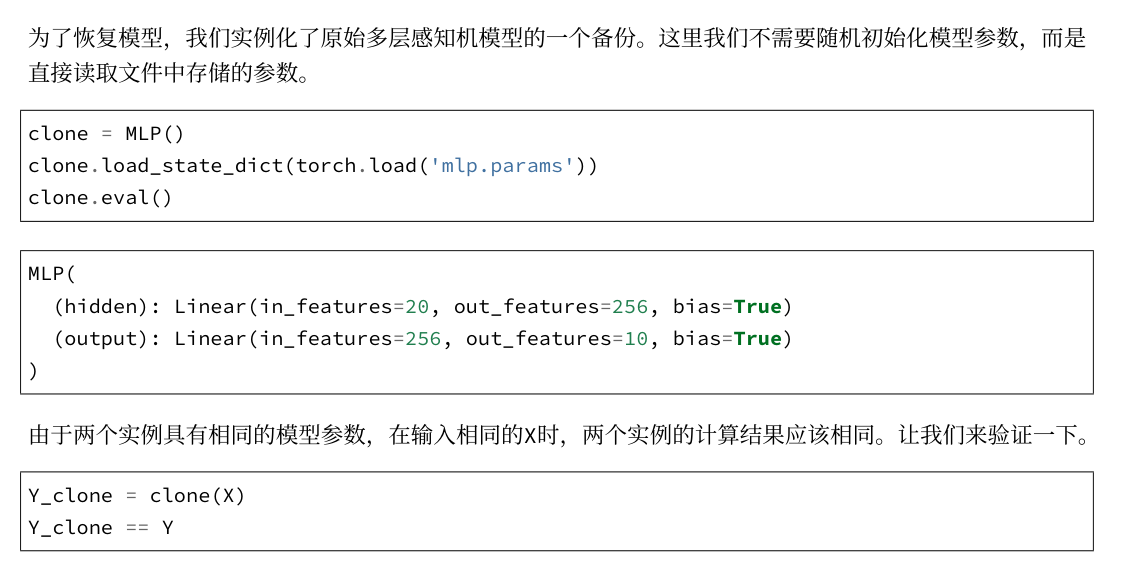 为了恢复模型，我们实例化了原始多层感知机模型的一个备份。这里我们不需要随机初始化模型参数，而是
直接读取文件中存储的参数。
clone = MLP()
clone.load_state_dict(torch.load('mlp.params'))
clone.eval()
MLP(
  (hidden): Linear(in_features=20, out_features=256, bias=True)
  (output): Linear(in_features=256, out_features=10, bias=True)
)
由于两个实例具有相同的模型参数，在输入相同的X时，两个实例的计算结果应该相同。让我们来验证一下。
Y_clone = clone(X)
Y_clone == Y